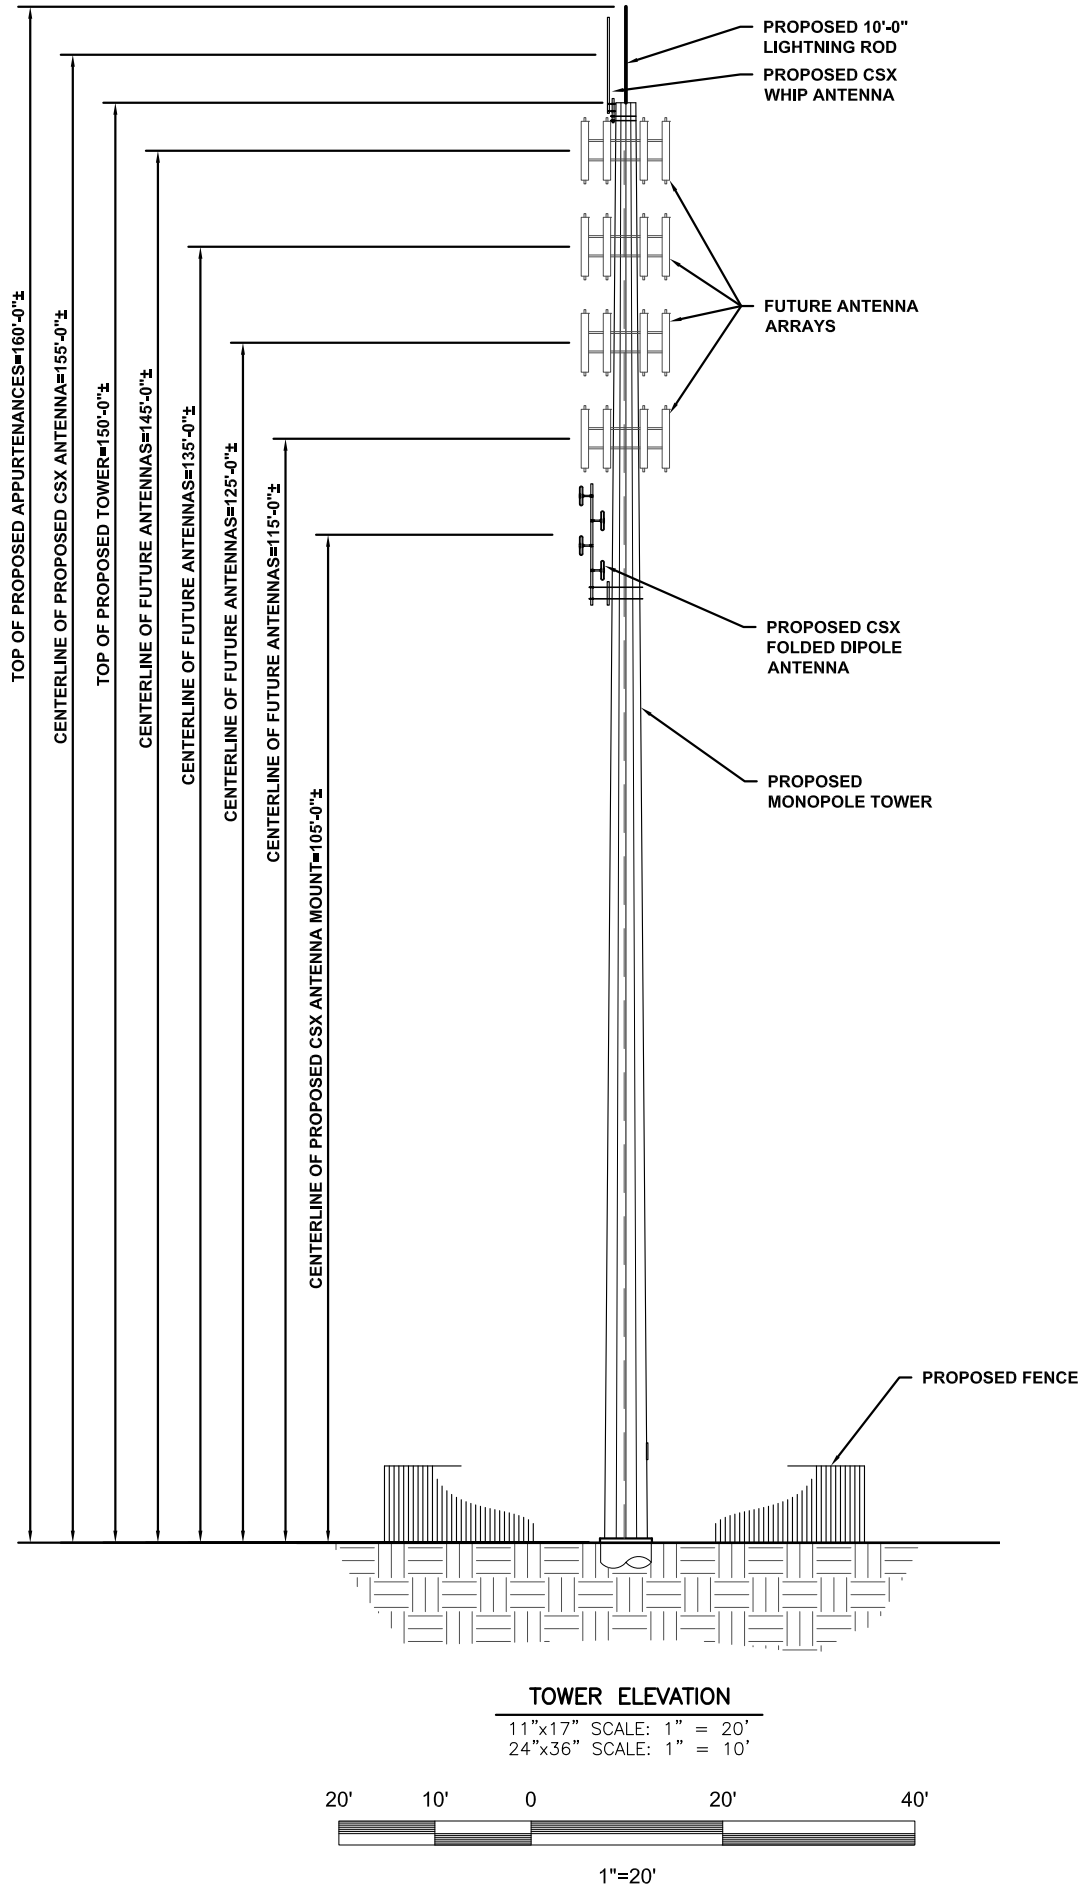 PROPOSED 10'-0"
LIGHTNING ROD
PROPOSED CSX
WHIP ANTENNA
FUTURE ANTENNA
ARRAYS
TOP OF PROPOSED APPURTENANCES=160'-0"±
CENTERLINE OF PROPOSED CSX ANTENNA=155'-0"±
TOP OF PROPOSED TOWER=150'-0"±
CENTERLINE OF FUTURE ANTENNAS=145'-0"±
CENTERLINE OF FUTURE ANTENNAS=135'-0"±
CENTERLINE OF FUTURE ANTENNAS=125'-0"±
CENTERLINE OF FUTURE ANTENNAS=115'-0"±
CENTERLINE OF PROPOSED CSX ANTENNA MOUNT=105'-0"±
PROPOSED CSX
FOLDED DIPOLE
ANTENNA
PROPOSED
MONOPOLE TOWER
PROPOSED FENCE
TOWER ELEVATION
11"x17" SCALE: 1" = 20'
24"x36" SCALE: 1" = 10'
20' 10' 0 20' 40'
1"=20'